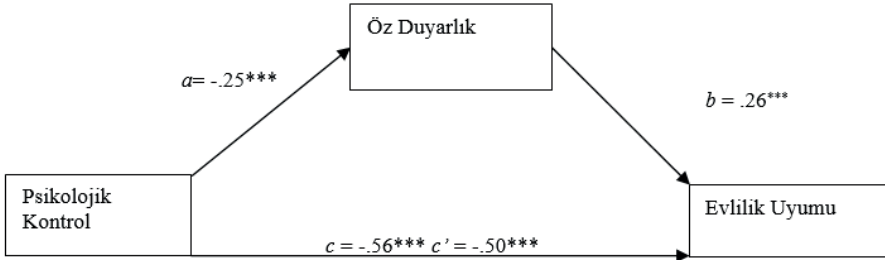 Öz Duyarlık
a= -.25***
b = .26***
Psikolojik
Kontrol
Evlilik Uyumu
c = -.56*** c' = -.50***